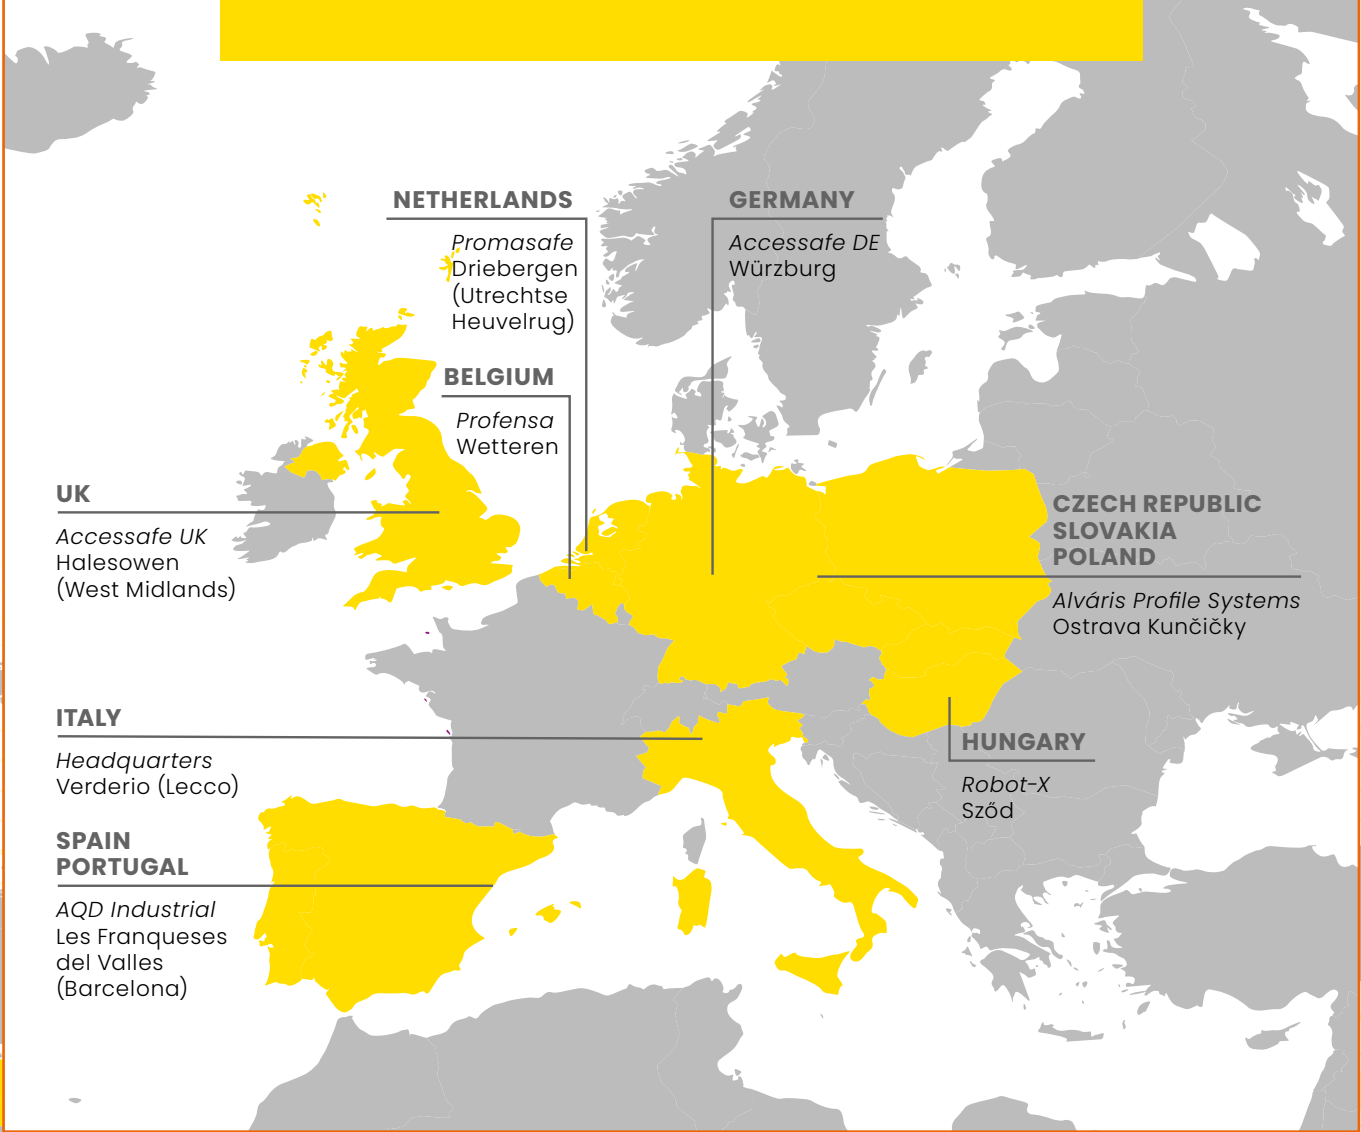 NETHERLANDS
Promasafe
Driebergen
(Utrechtse
Heuvelrug)
GERMANY
Accessafe DE
Würzburg
BELGIUM
Profensa
Wetteren
UK
Accessafe UK
Halesowen
(West Midlands)
CZECH REPUBLIC
SLOVAKIA
POLAND
Alváris Profile Systems
Ostrava Kunčičky
ITALY
Headquarters
Verderio (Lecco)
HUNGARY
Robot-X
Sződ
SPAIN
PORTUGAL
AQD Industrial
Les Franqueses
del Valles
(Barcelona)